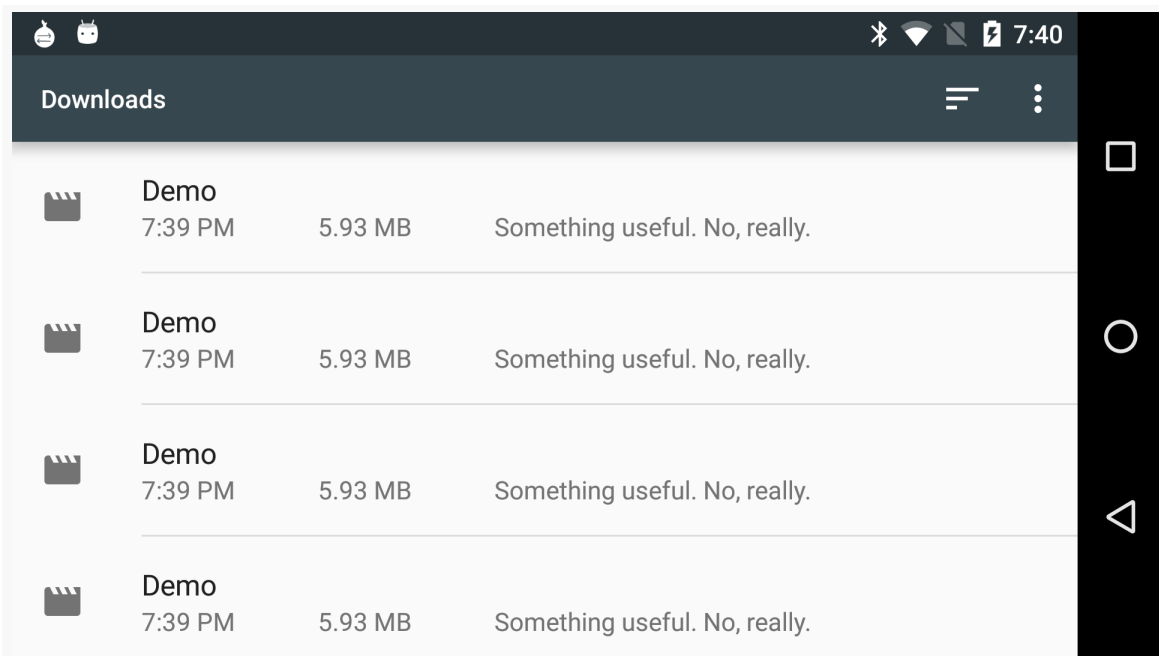 7:40
Downloads
Demo
7:39 PM 5.93 MB Something useful. No, really.
Demo
7:39 PM 5.93 MB Something useful. No, really.
Demo
7:39 PM 5.93 MB Something useful. No, really.
Demo
7:39 PM 5.93 MB Something useful. No, really.